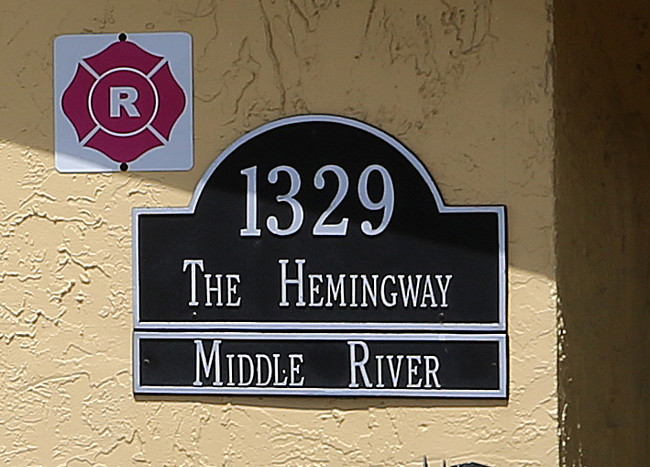 R
1329
THE HEMINGWAY
MIDDLE RIVER